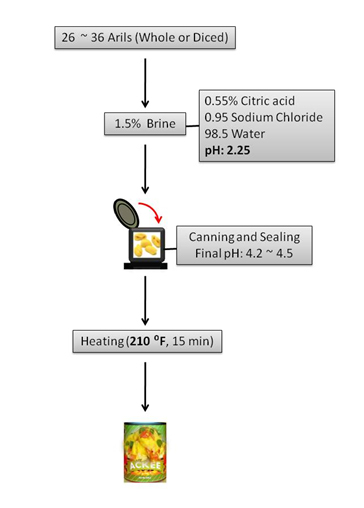 26 ~ 36 Arils (Whole or Diced)
1.5% Brine
0.55% Citric acid
0.95 Sodium Chloride
98.5 Water
pH: 2.25
Canning and Sealing
Final pH: 4.2 ~ 4.5
Heating (210 ⁰F, 15 min)
ACKEE